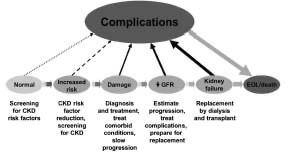 Complications
Normal
Increased
risk
Damage
GFR
Kidney
failure
EQL/death
Screening
for CKD
risk factors
CKD risk
factor
reduction,
screening
for CKD
Diagnosis
and treatment,
treat
comorbid
conditions,
slow
progression
Estimate
progression,
treat
complications,
prepare for
replacement
Replacement
by dialysis
and transplant